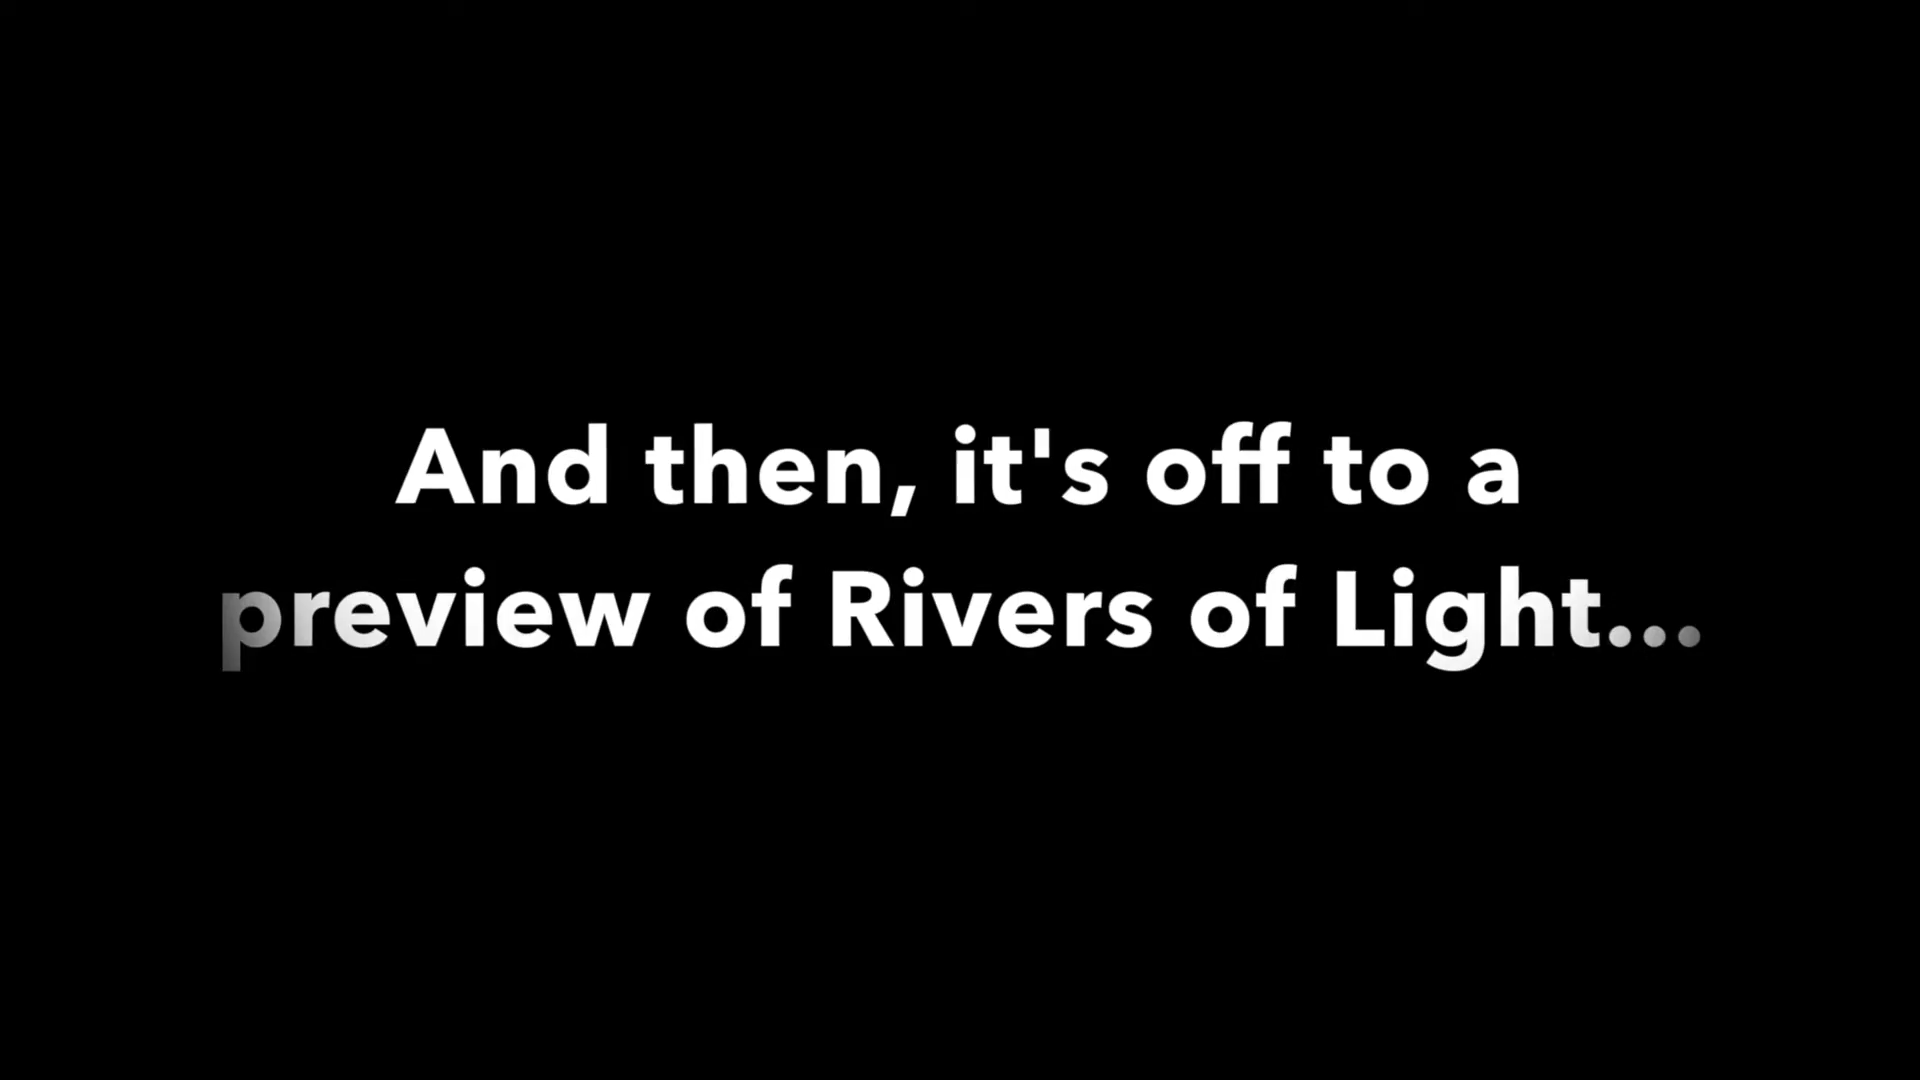 And then, it's off to a
preview of Rivers of Light...